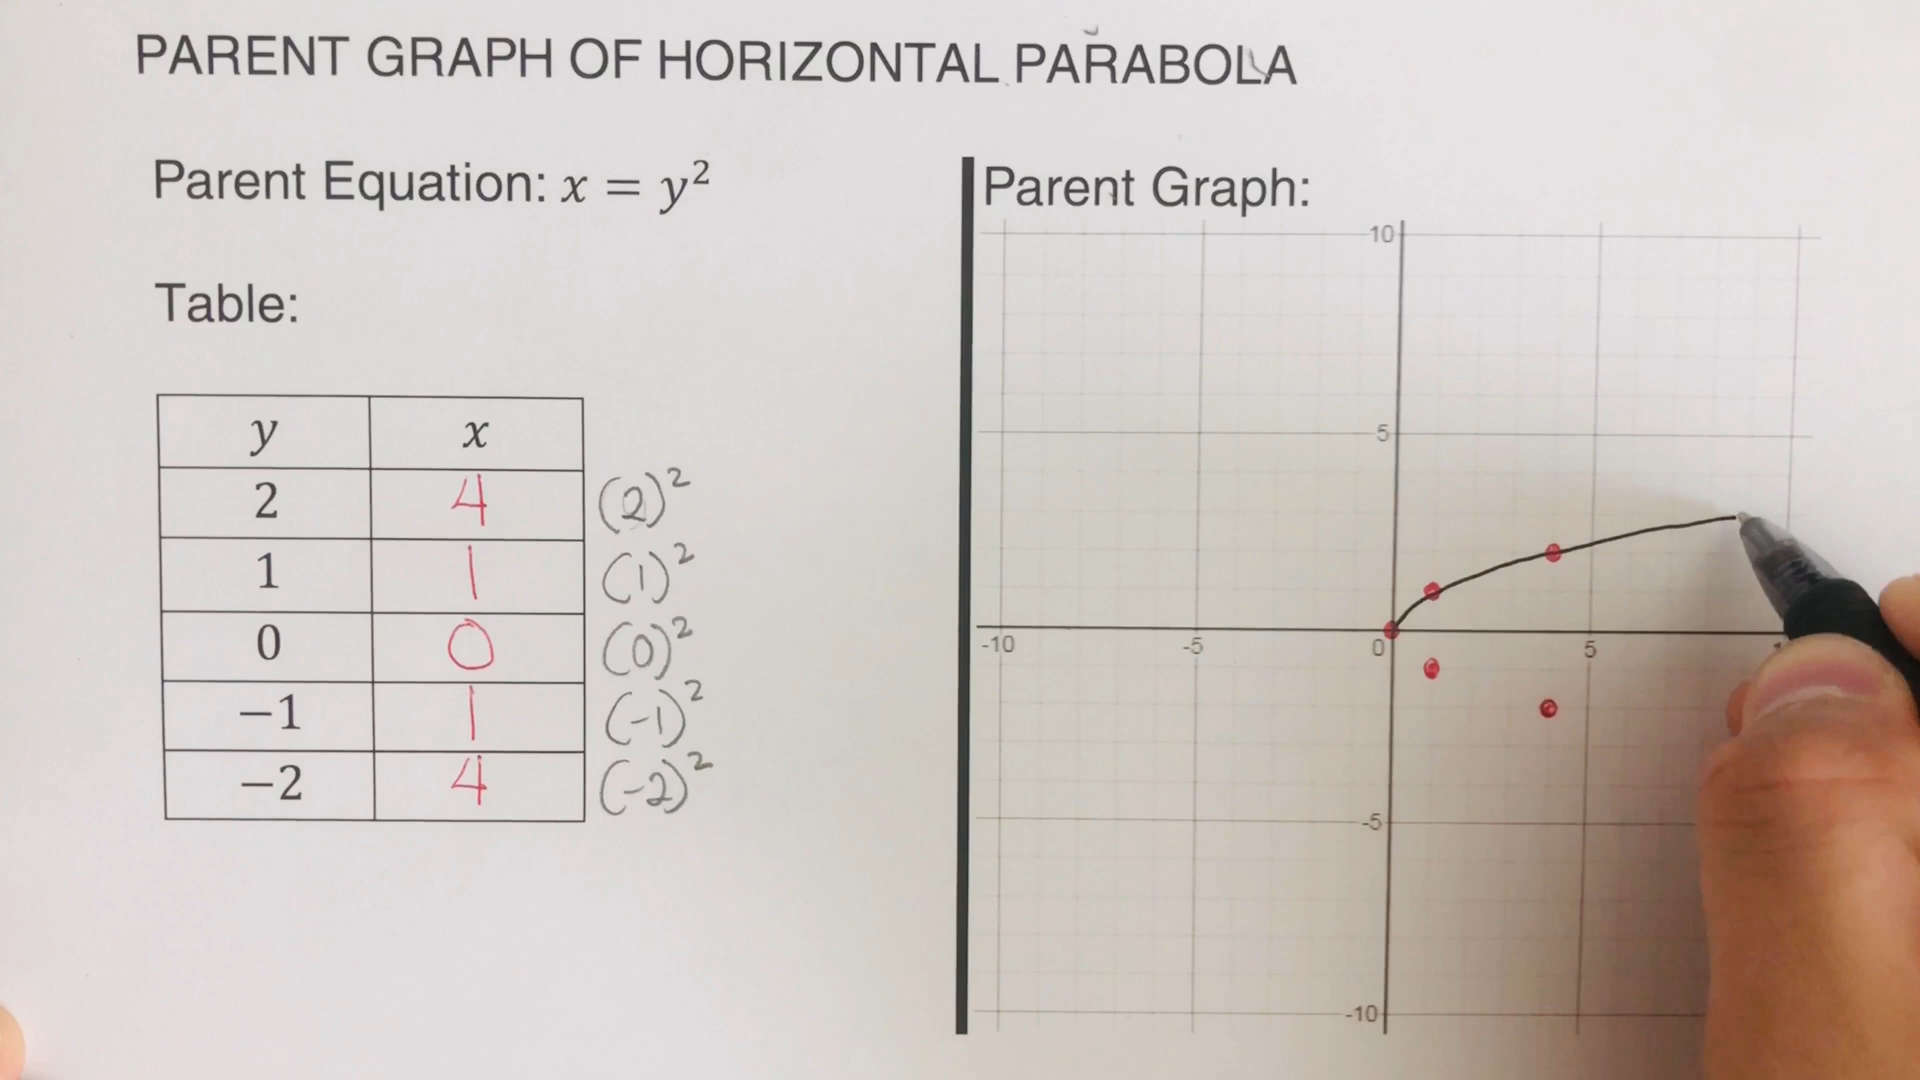 PARENT GRAPH OF HORIZONTAL PARABOLA
Parent Equation: x = y²
Table:
y x
2 4 (2)²
1 1 (1)²
0 0 (0)²
−1 1 (-1)²
−2 4 (-2)²
Parent Graph:
10
5
-10 -5 0 5
-5
-10